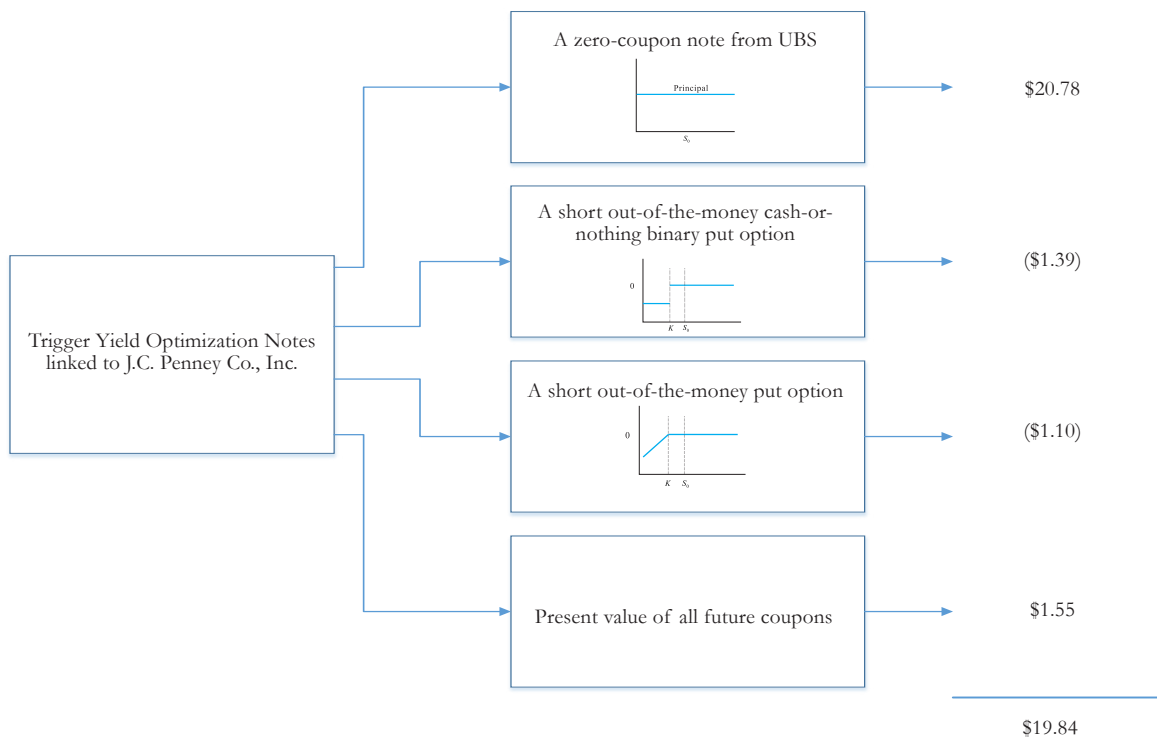 A zero-coupon note from UBS
Principal
S₀
$20.78
A short out-of-the-money cash-or-
nothing binary put option
0
K
S₀
($1.39)
Trigger Yield Optimization Notes
linked to J.C. Penney Co., Inc.
A short out-of-the-money put option
0
K
S₀
($1.10)
Present value of all future coupons
$1.55
$19.84